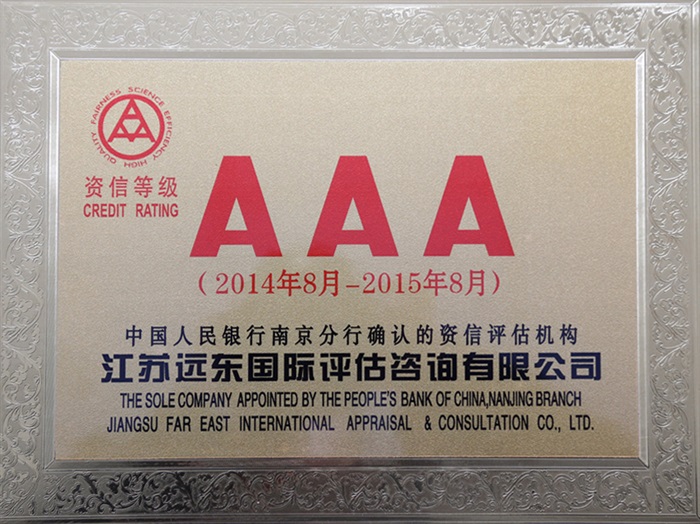 FAIRNESS SCIENCE EFFICIENCY HIGH QUALITY
资信等级
CREDIT RATING
AAA
(2014年8月-2015年8月)
中国人民银行南京分行确认的资信评估机构
江苏远东国际评估咨询有限公司
THE SOLE COMPANY APPOINTED BY THE PEOPLE'S BANK OF CHINA,NANJING BRANCH
JIANGSU FAR EAST INTERNATIONAL APPRAISAL & CONSULTATION CO., LTD.